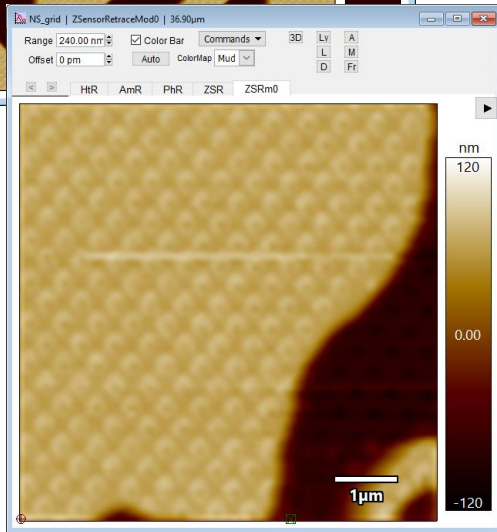 NS_grid | ZSensorRetraceMod0 | 36.90µm
Range 240.00 nm Color Bar Commands 3D Ly A
L M
Offset 0 pm Auto ColorMap Mud D Fr
< > HtR AmR PhR ZSR ZSRm0
nm
120
0.00
-120
1µm